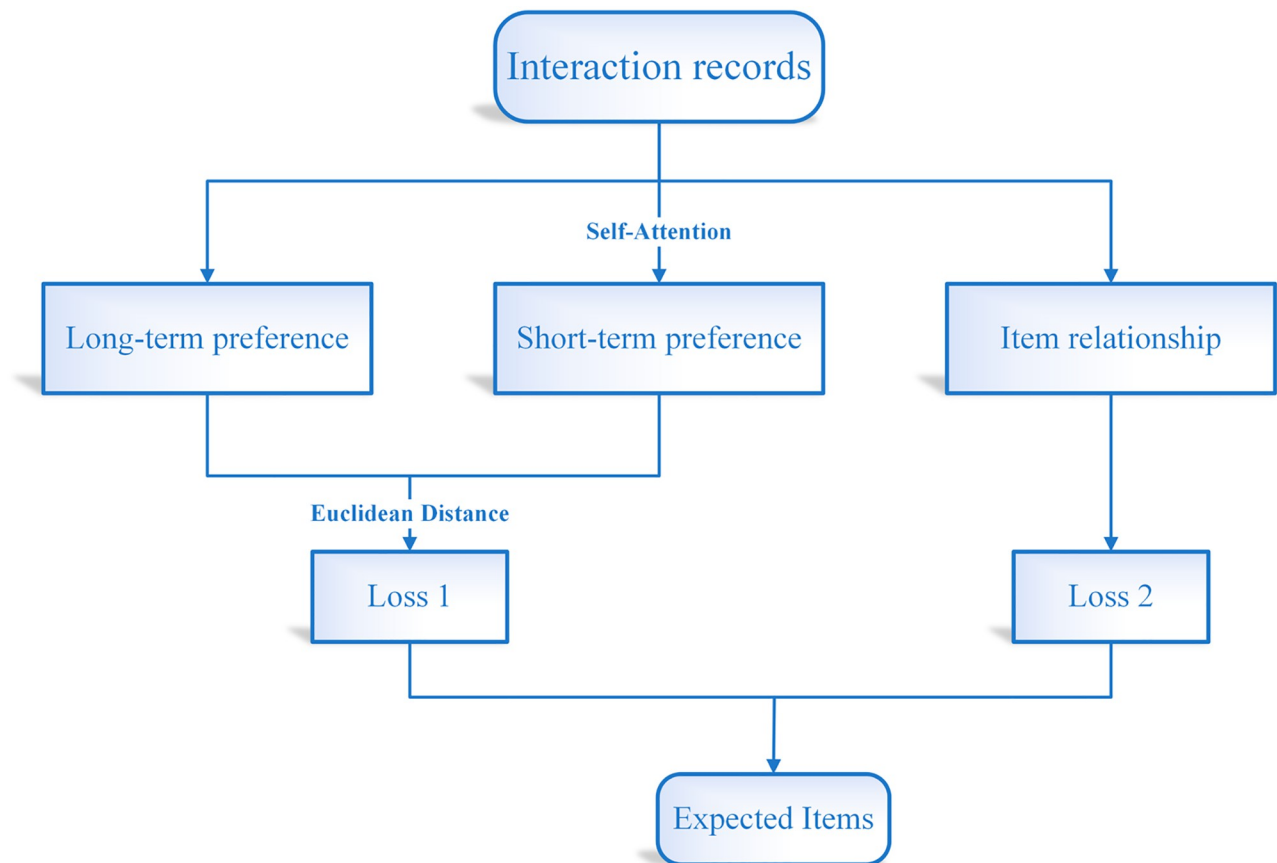 Interaction records
Self-Attention
Long-term preference
Short-term preference
Item relationship
Euclidean Distance
Loss 1
Loss 2
Expected Items